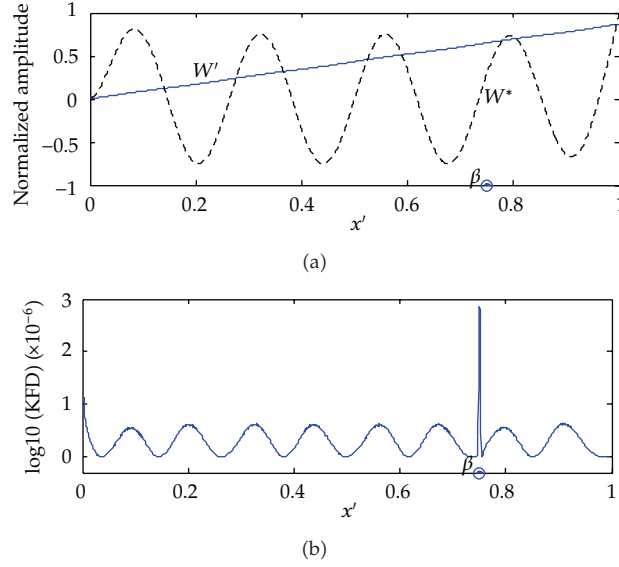 Normalized amplitude
1
0.5
0
−0.5
−1
W′
W*
β
0
0.2
0.4
0.6
0.8
1
x′
(a)
log10 (KFD) (×10⁻⁶)
3
2
1
0
β
0
0.2
0.4
0.6
0.8
1
x′
(b)